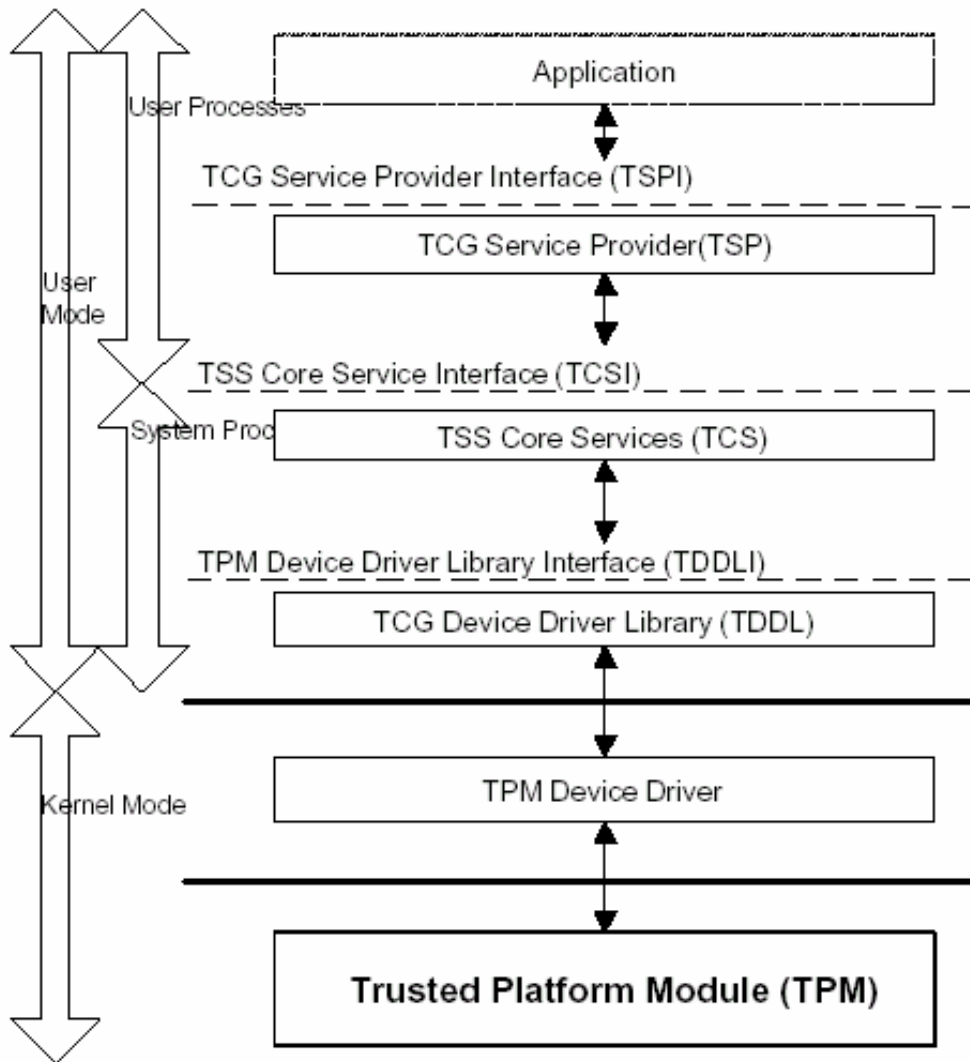 Application
User Processes
TCG Service Provider Interface (TSPI)
TCG Service Provider(TSP)
User
Mode
TSS Core Service Interface (TCSI)
System Proc
TSS Core Services (TCS)
TPM Device Driver Library Interface (TDDLI)
TCG Device Driver Library (TDDL)
TPM Device Driver
Kernel Mode
Trusted Platform Module (TPM)